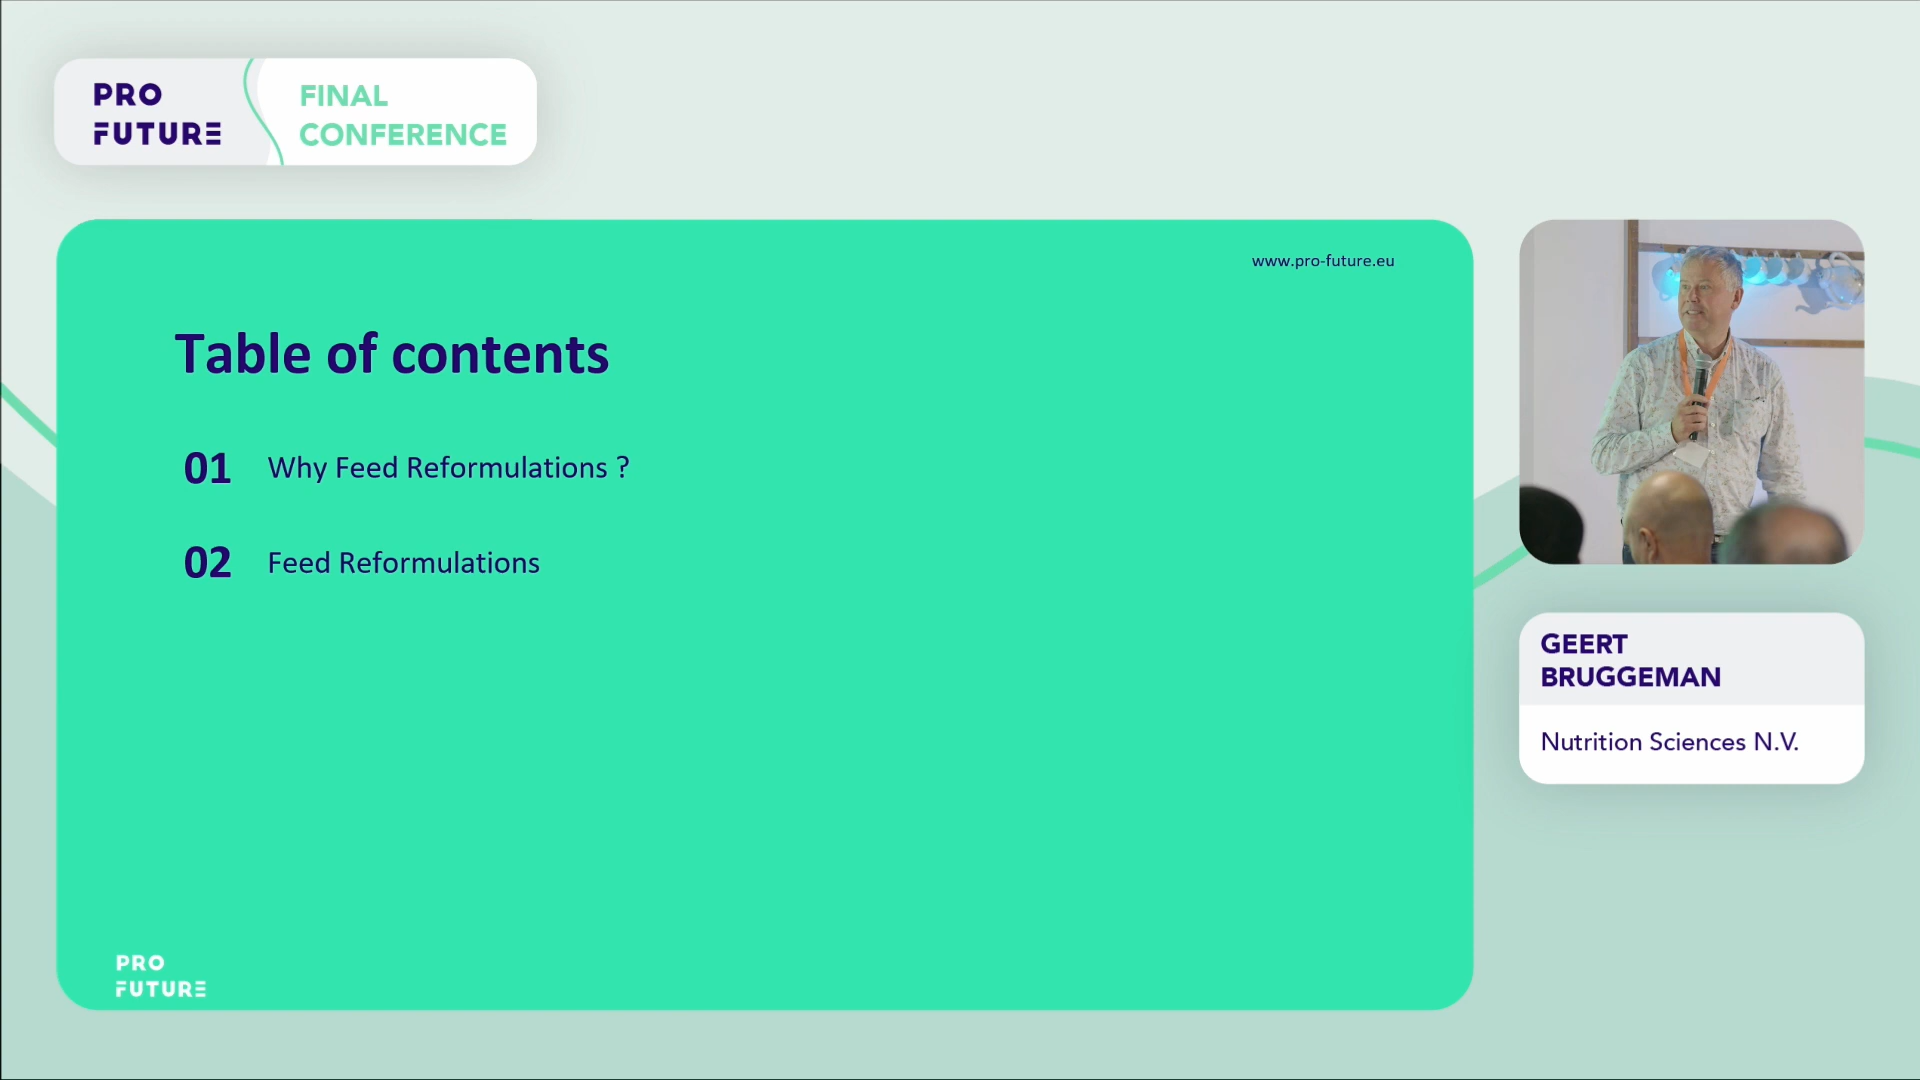 PRO
FUTURE
FINAL
CONFERENCE
www.pro-future.eu
Table of contents
01 Why Feed Reformulations ?
02 Feed Reformulations
PRO
FUTURE
GEERT
BRUGGEMAN
Nutrition Sciences N.V.